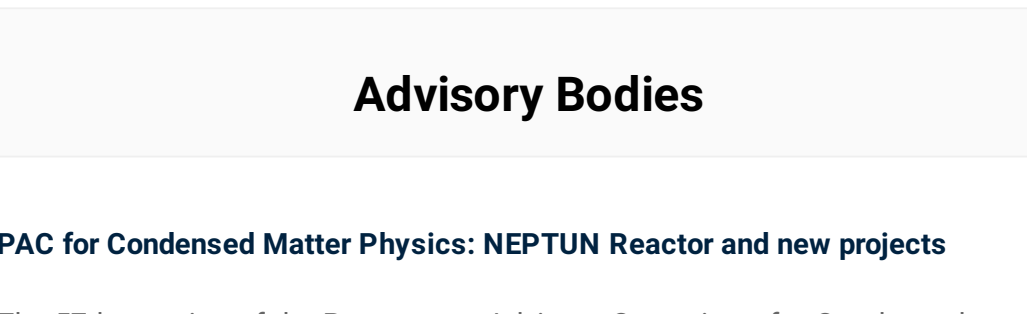 Advisory Bodies
PAC for Condensed Matter Physics: NEPTUN Reactor and new projects